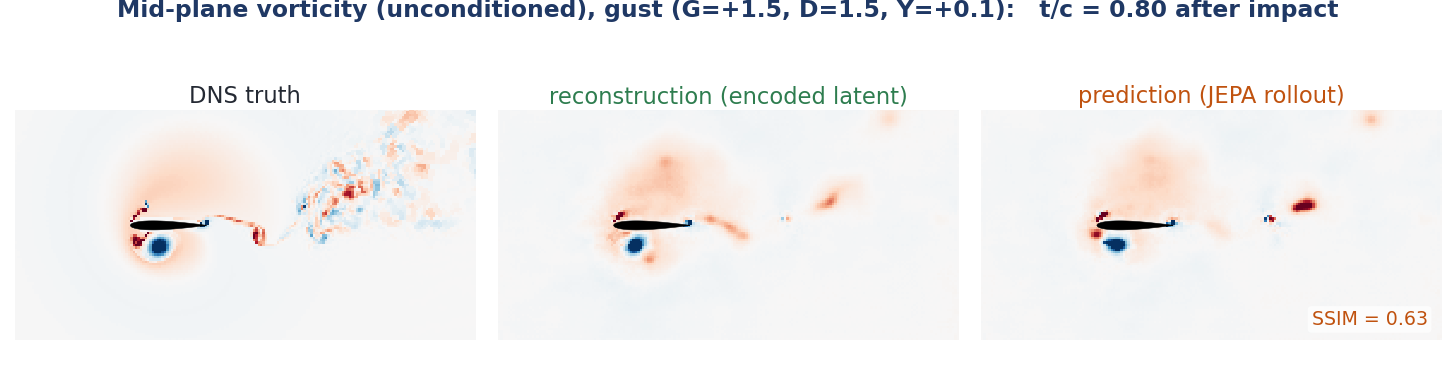 Mid-plane vorticity (unconditioned), gust (G=+1.5, D=1.5, Y=+0.1): t/c = 0.80 after impact
DNS truth
reconstruction (encoded latent)
prediction (JEPA rollout)
SSIM = 0.63